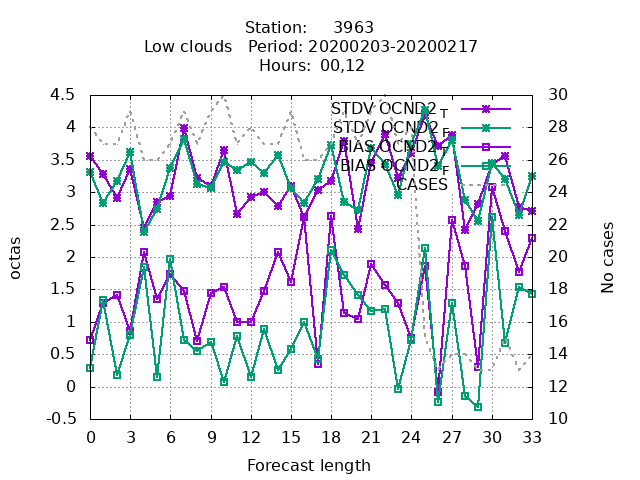 Station: 3963
Low clouds Period: 20200203-20200217
Hours: 00,12
4.5
4
3.5
3
2.5
2
1.5
1
0.5
0
-0.5
30
28
26
24
22
20
18
16
14
12
10
STDV OCND2 T
STDV OCND2 F
BIAS OCND2 T
BIAS OCND2 F
CASES
octas
No cases
0 3 6 9 12 15 18 21 24 27 30 33
Forecast length